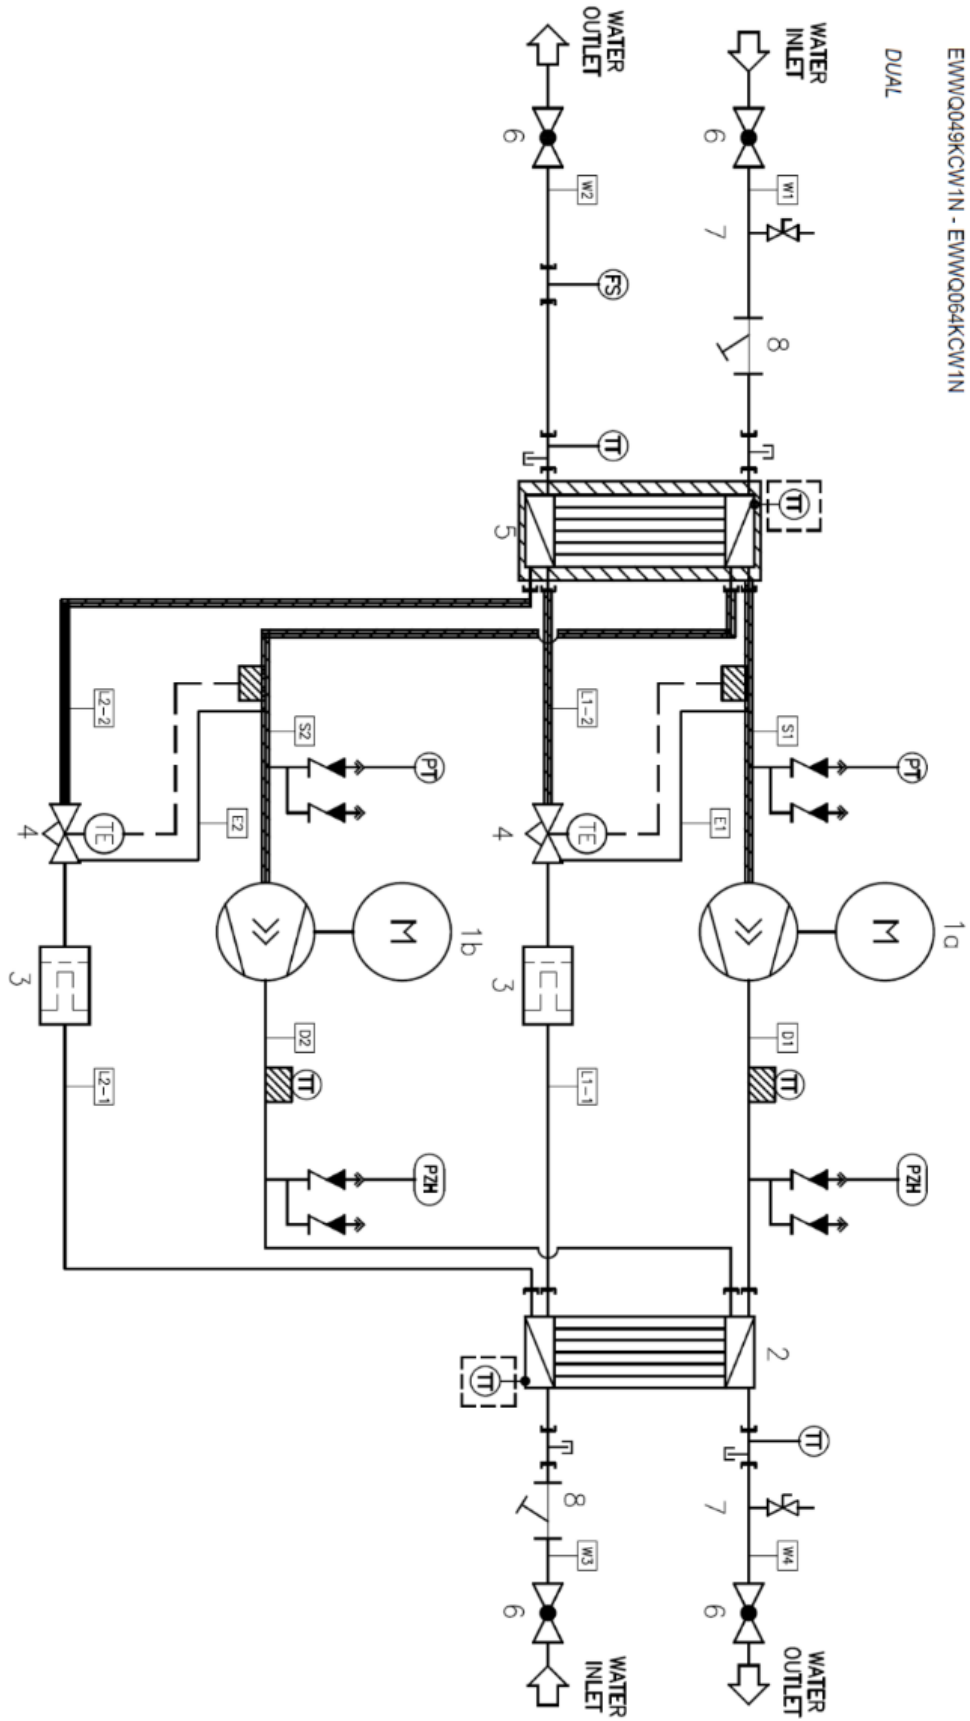 EWWQ049KCW1N - EWWQ064KCW1N
DUAL
1a
M
PT
PZH
WATER
INLET
W1
8
TT
S1
D1
TT
2
TT
W4
WATER
OUTLET
6
7
E1
7
6
WATER
OUTLET
W2
FS
TT
L1-2
TE
L1-1
8
W3
WATER
INLET
6
5
4
3
TT
6
1b
M
PT
PZH
S2
D2
TT
E2
L2-2
TE
L2-1
4
3